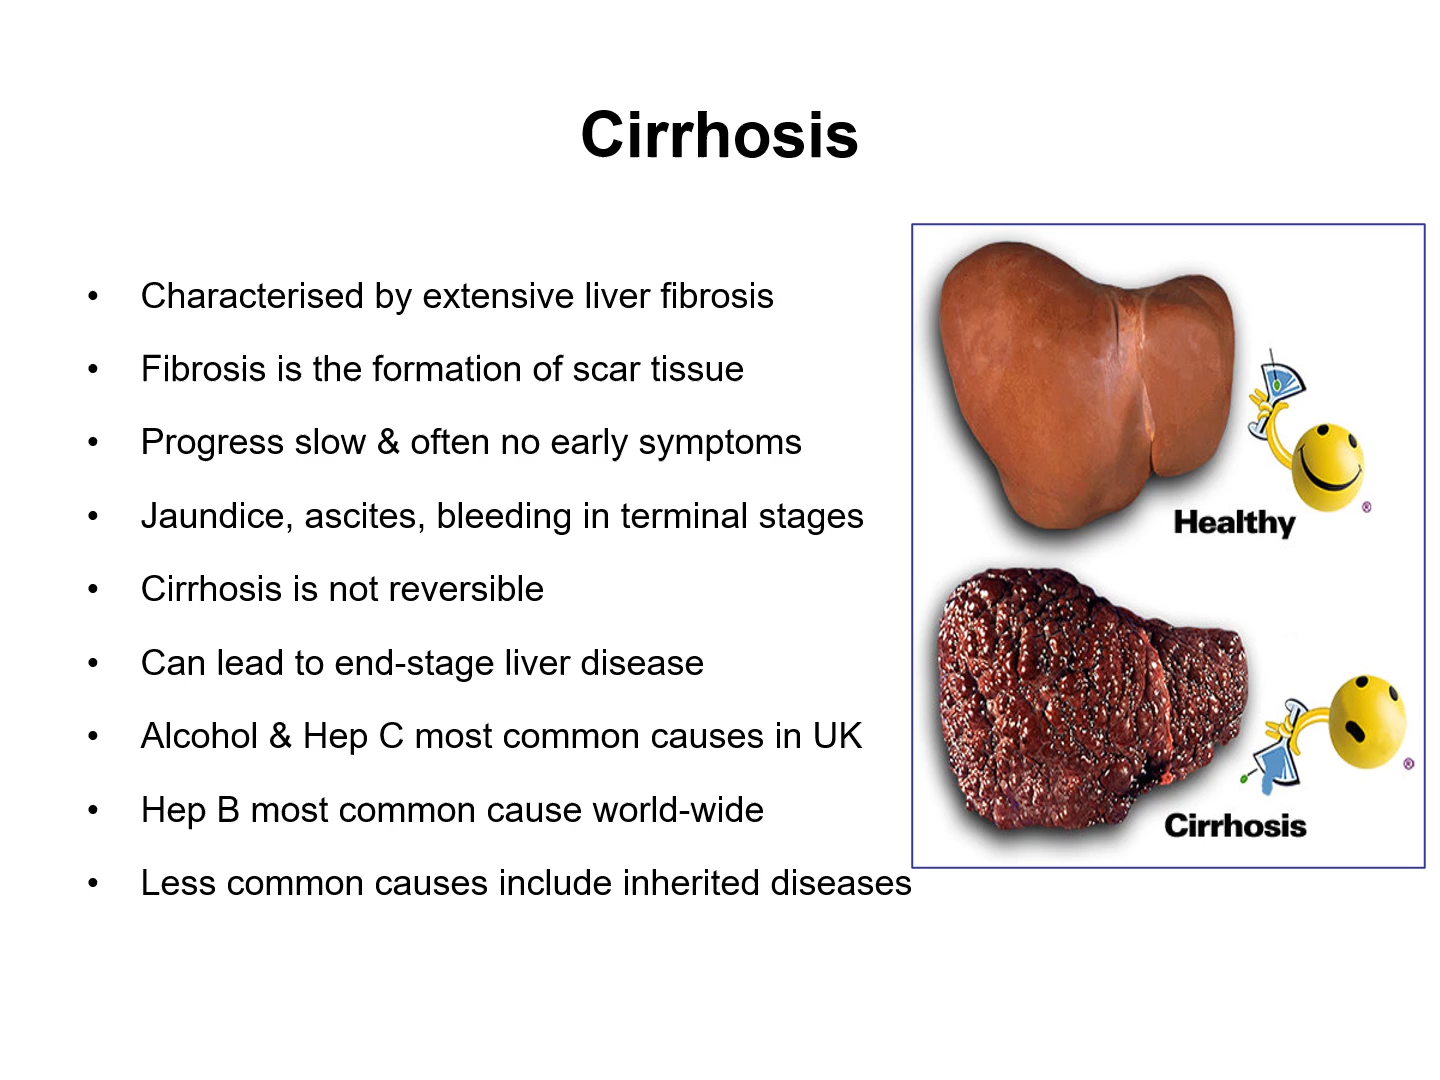 Cirrhosis
• Characterised by extensive liver fibrosis
• Fibrosis is the formation of scar tissue
• Progress slow & often no early symptoms
• Jaundice, ascites, bleeding in terminal stages
• Cirrhosis is not reversible
• Can lead to end-stage liver disease
• Alcohol & Hep C most common causes in UK
• Hep B most common cause world-wide
• Less common causes include inherited diseases
®
Healthy
®
Cirrhosis